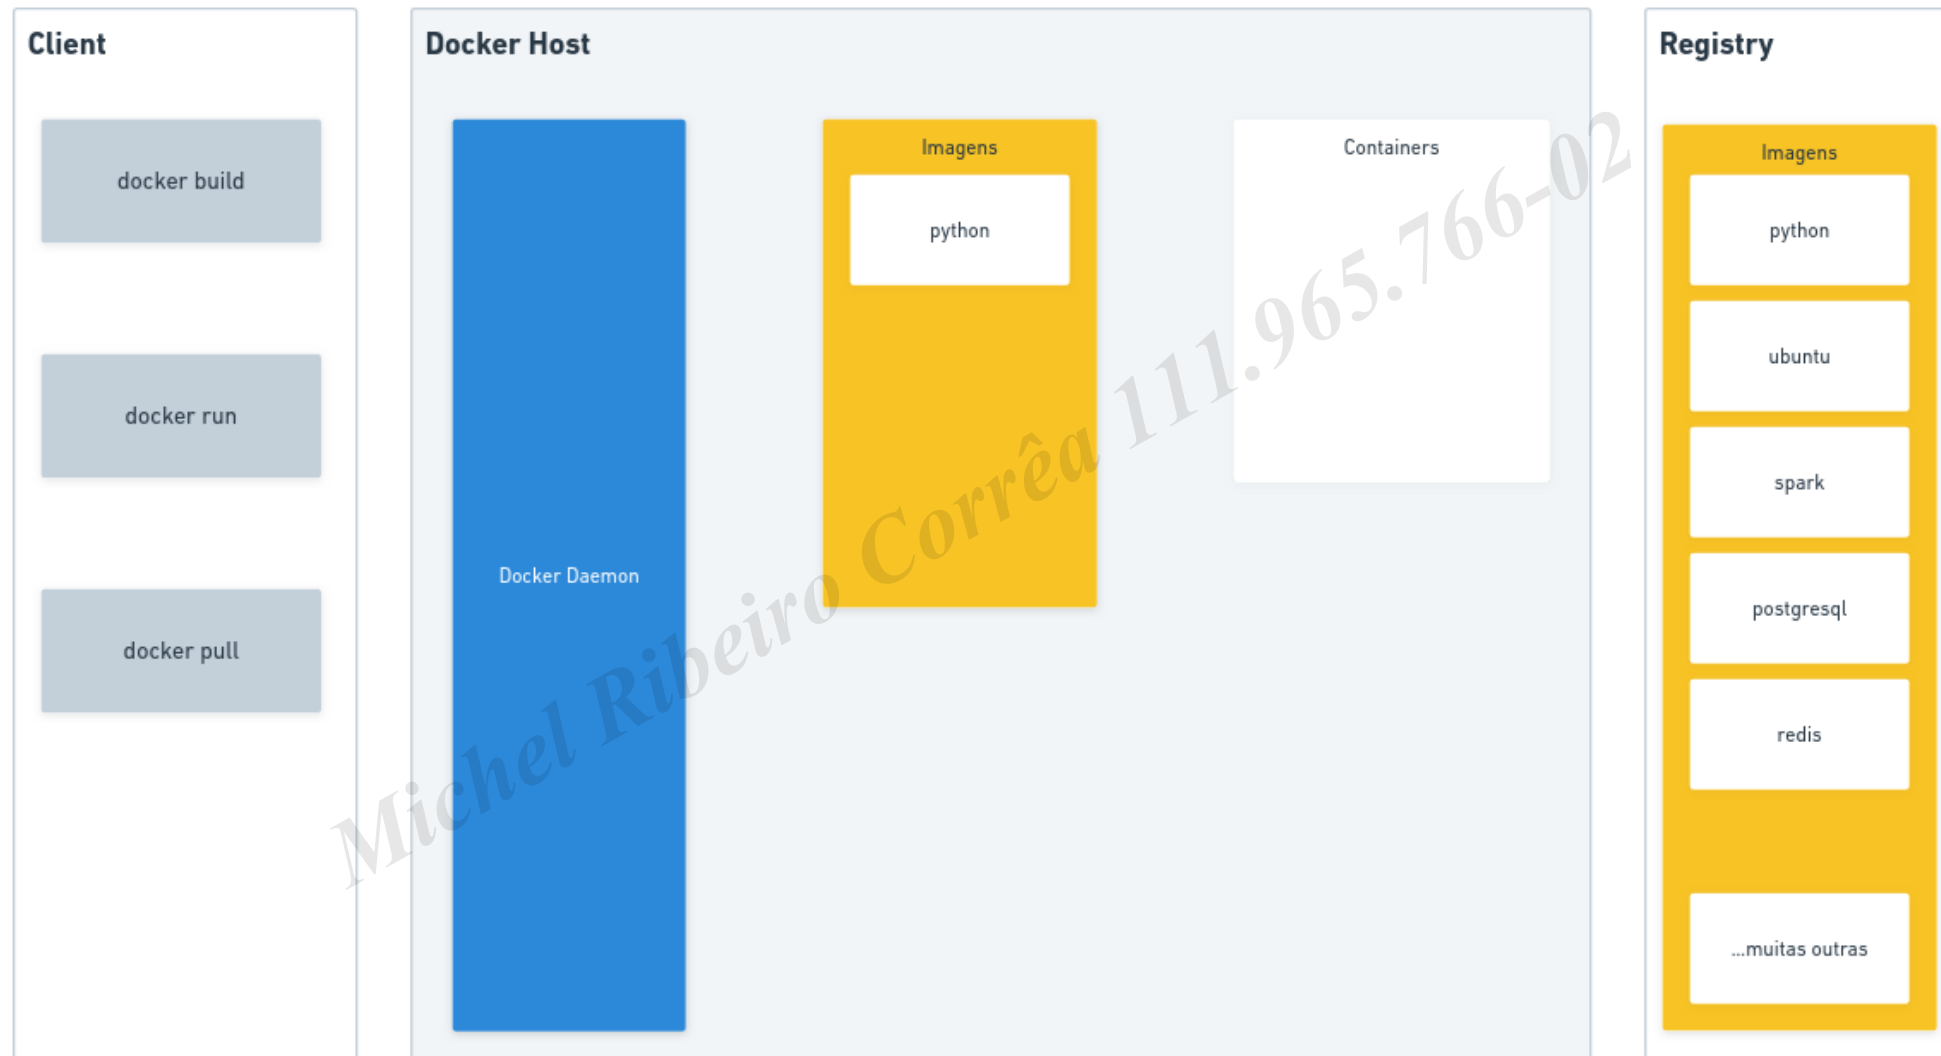 Client
docker build
docker run
docker pull
Docker Host
Docker Daemon
Imagens
python
Containers
Registry
Imagens
python
ubuntu
spark
postgresql
redis
...muitas outras
Michel Ribeiro Corrêa 111.965.766-02